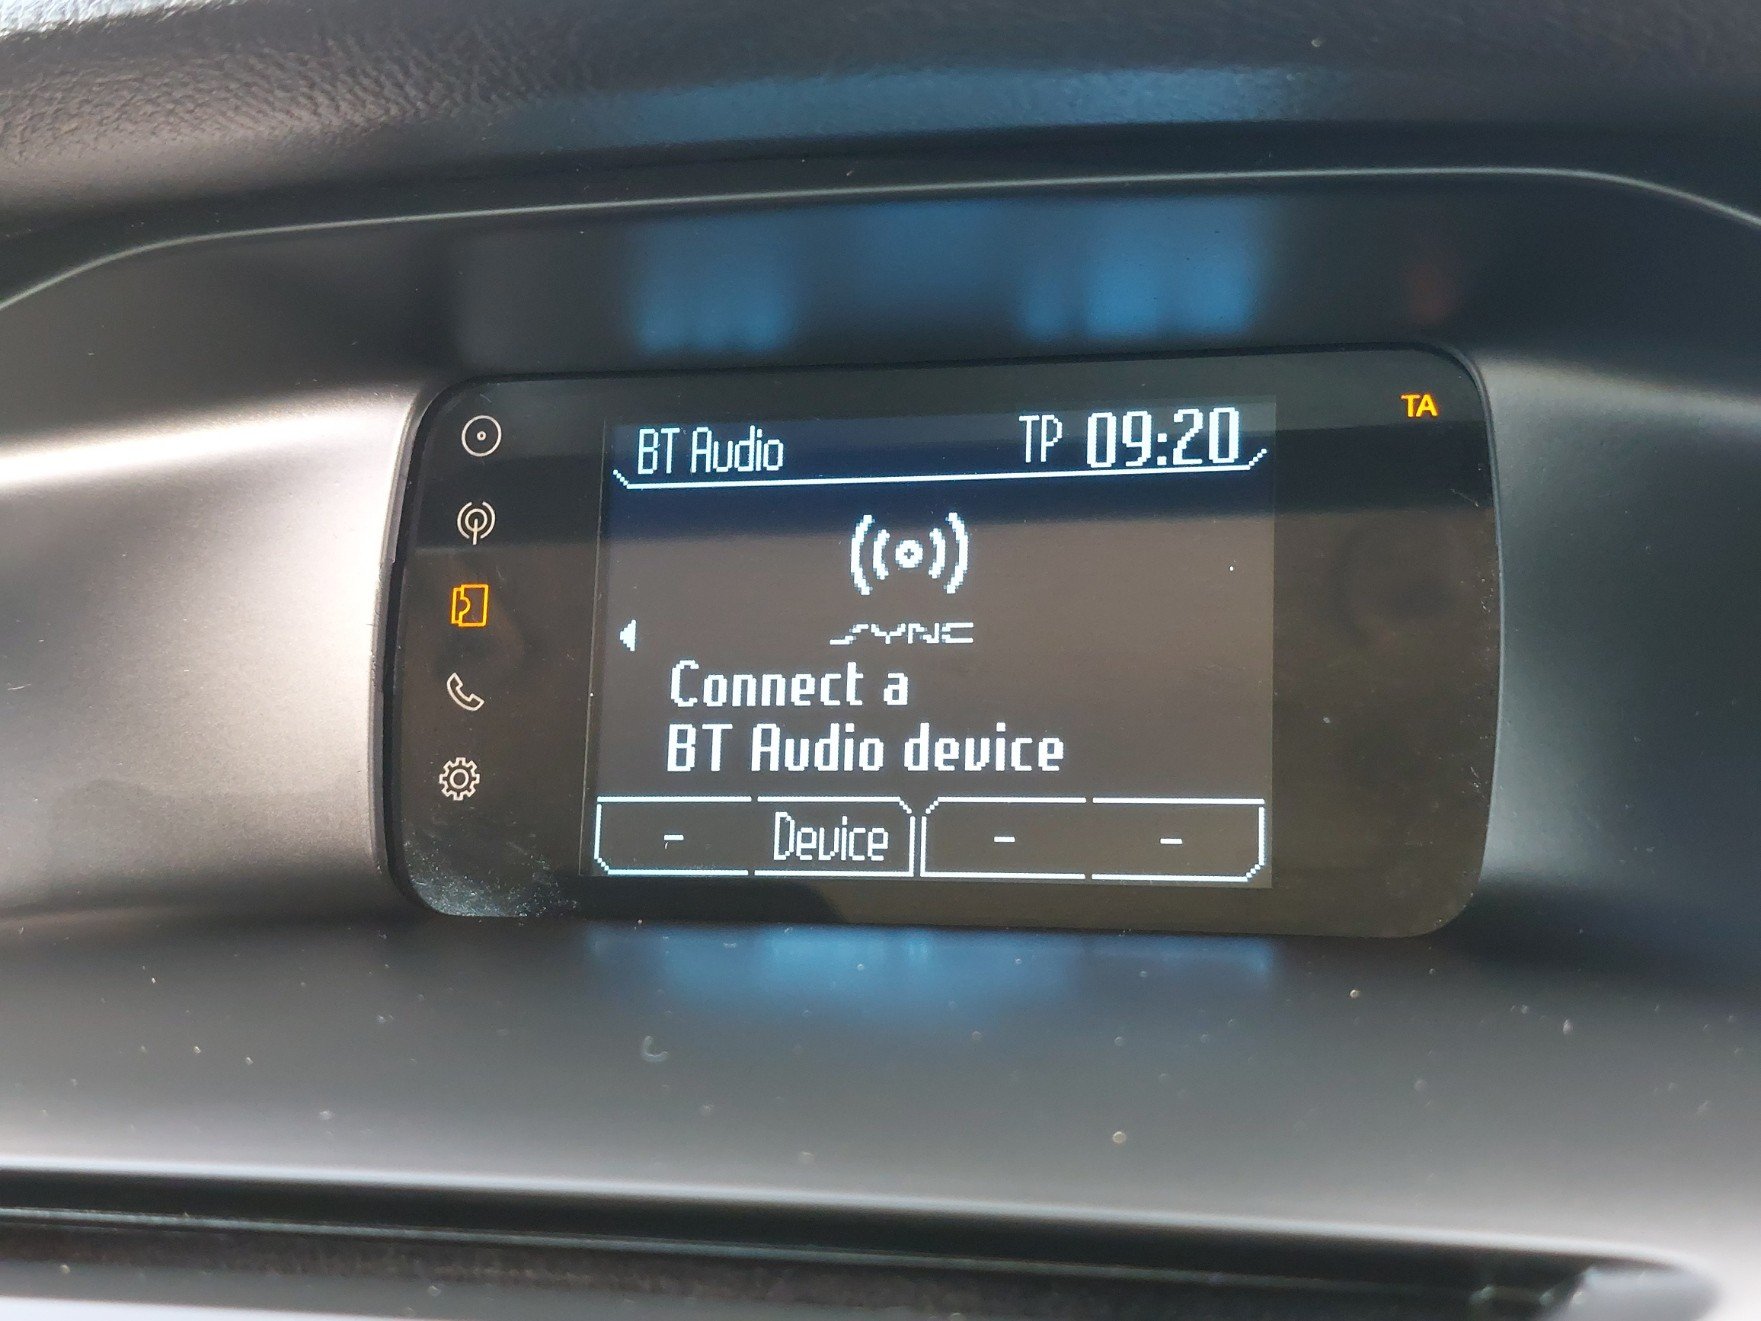 BT Audio TP 09:20 TA
SYNC
Connect a
BT Audio device
- Device - -